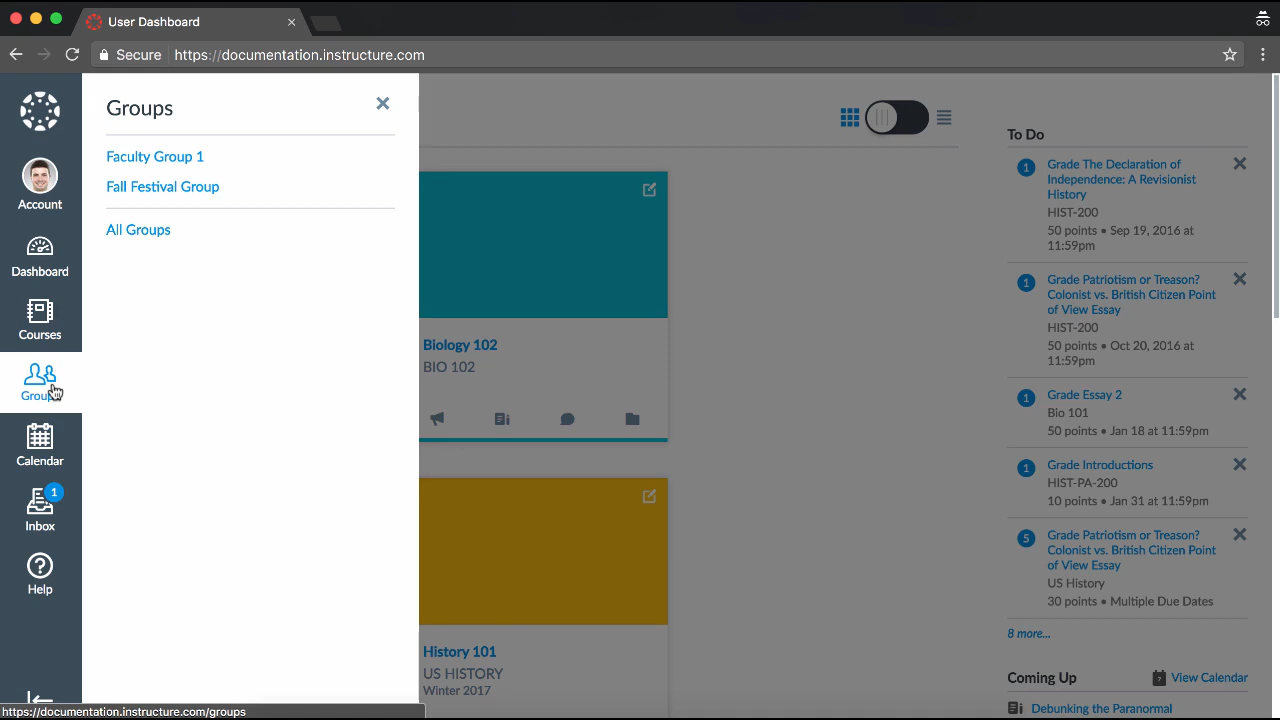 User Dashboard
Secure https://documentation.instructure.com
Account
Dashboard
Courses
Calendar
1
Inbox
Help
Groups
Faculty Group 1
Fall Festival Group
All Groups
Biology 102
BIO 102
History 101
US HISTORY
Winter 2017
To Do
1
Grade The Declaration of
Independence: A Revisionist
History
HIST-200
50 points • Sep 19, 2016 at
11:59pm
1
Grade Patriotism or Treason?
Colonist vs. British Citizen Point
of View Essay
HIST-200
50 points • Oct 20, 2016 at
11:59pm
1
Grade Essay 2
Bio 101
50 points • Jan 18 at 11:59pm
1
Grade Introductions
HIST-PA-200
10 points • Jan 31 at 11:59pm
5
Grade Patriotism or Treason?
Colonist vs. British Citizen Point
of View Essay
US History
30 points • Multiple Due Dates
8 more...
Coming Up
View Calendar
Debunking the Paranormal
https://documentation.instructure.com/groups